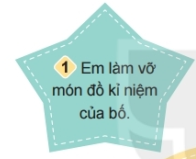 1 Em làm vỡ
món đồ kỉ niệm
của bố.